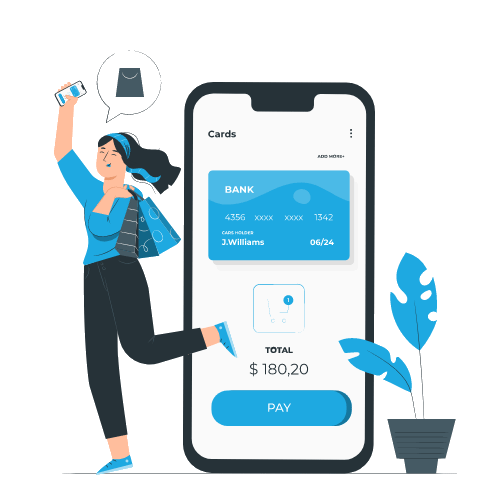 Cards
ADD MORE+
BANK
4356 xxxx xxxx 1342
CARD HOLDER
J.Williams 06/24
1
TOTAL
$ 180,20
PAY